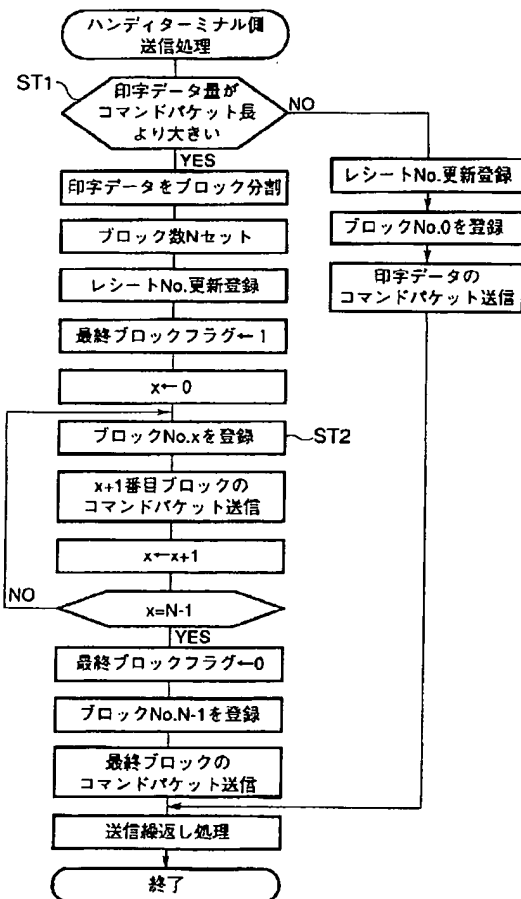 ハンディターミナル側
送信処理
ST1
印字データ量が
コマンドパケット長
より大きい
NO
YES
印字データをブロック分割
ブロック数Nセット
レシートNo.更新登録
最終ブロックフラグ←1
x←0
ブロックNo.xを登録
ST2
x+1番目ブロックの
コマンドパケット送信
x←x+1
NO
x=N-1
YES
最終ブロックフラグ←0
ブロックNo.N-1を登録
最終ブロックの
コマンドパケット送信
送信繰返し処理
終了
レシートNo.更新登録
ブロックNo.0を登録
印字データの
コマンドパケット送信